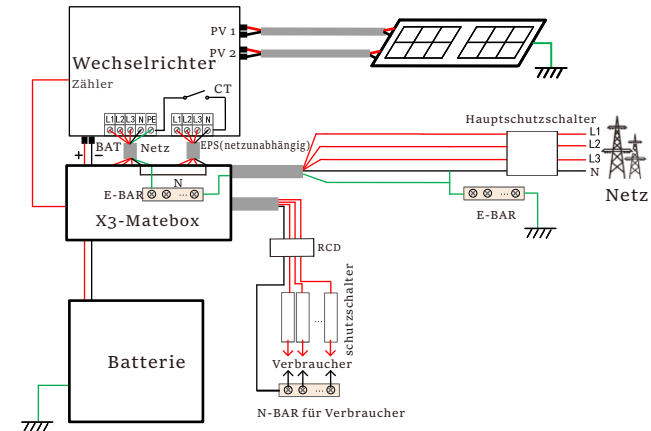 PV 1
PV 2
Wechselrichter
Zähler
CT
L1 L2 L3 N PE
L1 L2 L3 N
BAT
Netz
EPS(netzunabhängig)
+
−
N
E-BAR
X3-Matebox
Hauptschutzschalter
L1
L2
L3
N
Netz
E-BAR
RCD
schutzschalter
...
Verbraucher
N-BAR für Verbraucher
Batterie